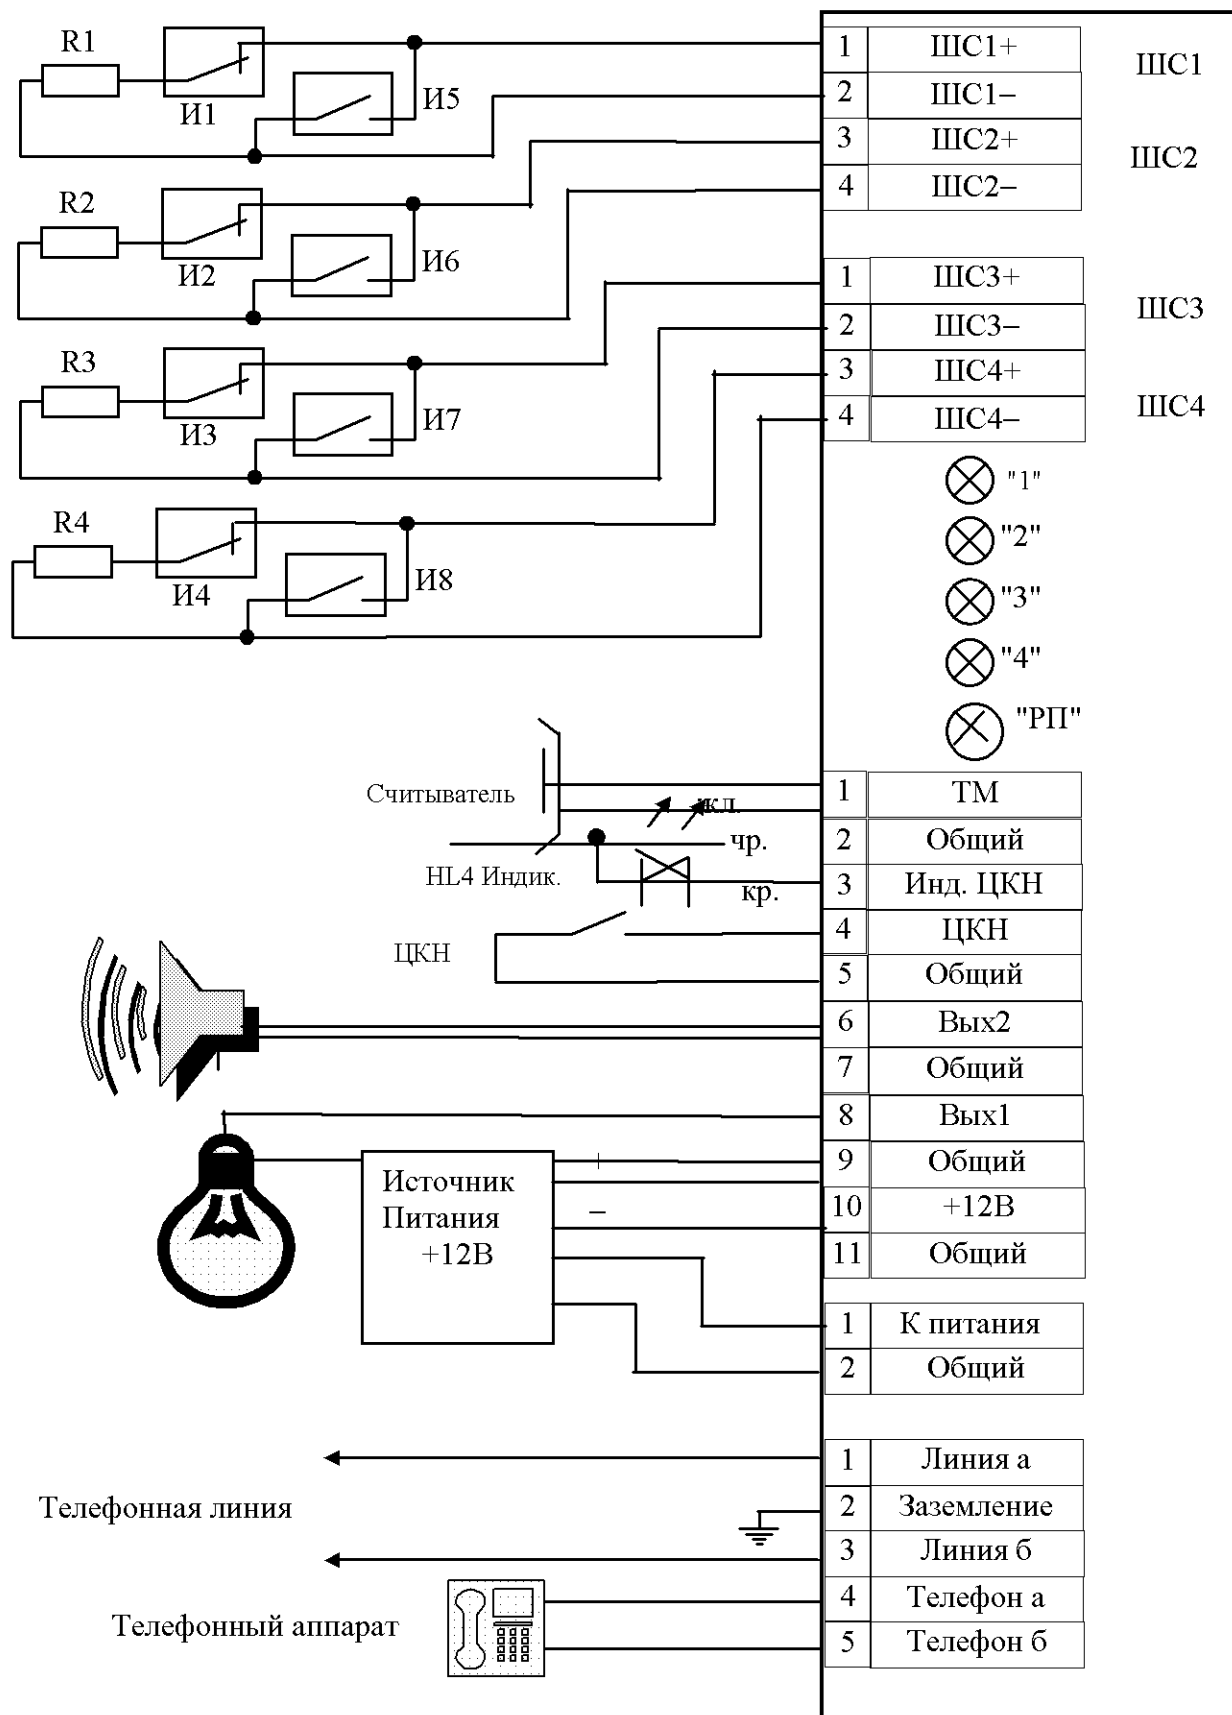 R1
И1
И5
1 ШС1+
ШС1
2 ШС1–
3 ШС2+
ШС2
4 ШС2–
R2
И2
И6
1 ШС3+
ШС3
2 ШС3–
3 ШС4+
ШС4
4 ШС4–
R3
И3
И7
R4
И4
И8
"1"
"2"
"3"
"4"
"РП"
Считыватель
жл.
чр.
HL4 Индик.
кр.
ЦКН
1 ТМ
2 Общий
3 Инд. ЦКН
4 ЦКН
5 Общий
6 Вых2
7 Общий
8 Вых1
9 Общий
10 +12В
11 Общий
Источник
Питания
+12В
+
–
1 К питания
2 Общий
1 Линия а
2 Заземление
3 Линия б
4 Телефон а
5 Телефон б
Телефонная линия
Телефонный аппарат